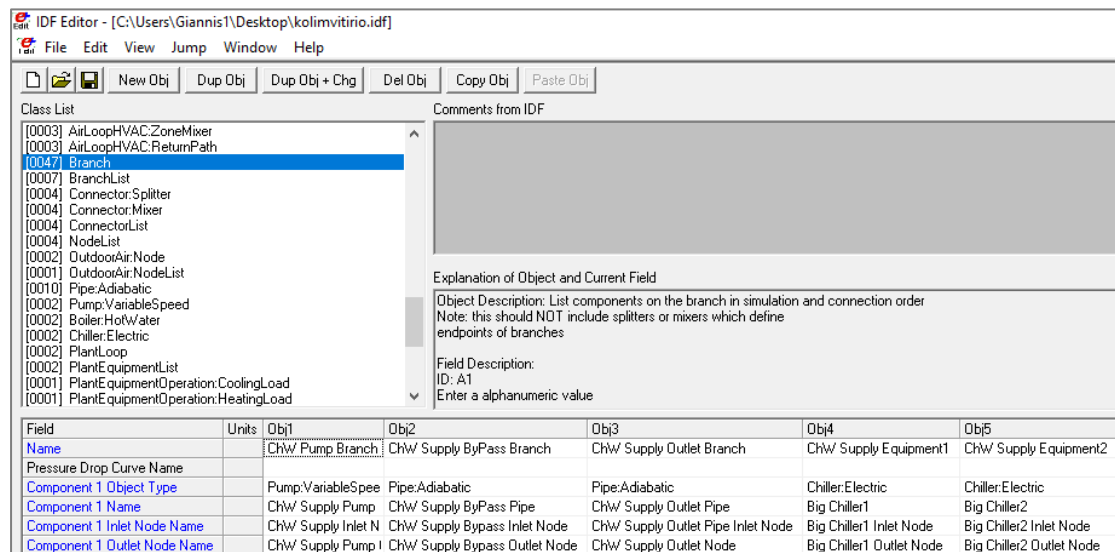 IDF Editor - [C:\Users\Giannis1\Desktop\kolimvitirio.idf]
File Edit View Jump Window Help
New Obj Dup Obj Dup Obj + Chg Del Obj Copy Obj Paste Obj
Class List
[0003] AirLoopHVAC:ZoneMixer
[0003] AirLoopHVAC:ReturnPath
[0047] Branch
[0007] BranchList
[0004] Connector:Splitter
[0004] Connector:Mixer
[0004] ConnectorList
[0004] NodeList
[0002] OutdoorAir:Node
[0001] OutdoorAir:NodeList
[0010] Pipe:Adiabatic
[0002] Pump:VariableSpeed
[0002] Boiler:HotWater
[0002] Chiller:Electric
[0002] PlantLoop
[0002] PlantEquipmentList
[0001] PlantEquipmentOperation:CoolingLoad
[0001] PlantEquipmentOperation:HeatingLoad
Comments from IDF
Explanation of Object and Current Field
Object Description: List components on the branch in simulation and connection order
Note: this should NOT include splitters or mixers which define
endpoints of branches
Field Description:
ID: A1
Enter a alphanumeric value
Field Units Obj1 Obj2 Obj3 Obj4 Obj5
Name ChW Pump Branch ChW Supply ByPass Branch ChW Supply Outlet Branch ChW Supply Equipment1 ChW Supply Equipment2
Pressure Drop Curve Name
Component 1 Object Type Pump:VariableSpee Pipe:Adiabatic Pipe:Adiabatic Chiller:Electric Chiller:Electric
Component 1 Name ChW Supply Pump ChW Supply ByPass Pipe ChW Supply Outlet Pipe Big Chiller1 Big Chiller2
Component 1 Inlet Node Name ChW Supply Inlet N ChW Supply Bypass Inlet Node ChW Supply Outlet Pipe Inlet Node Big Chiller1 Inlet Node Big Chiller2 Inlet Node
Component 1 Outlet Node Name ChW Supply Pump ChW Supply Bypass Outlet Node ChW Supply Outlet Node Big Chiller1 Outlet Node Big Chiller2 Outlet Node